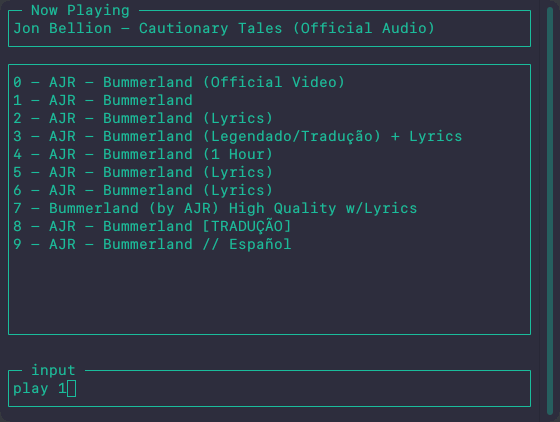 Now Playing
Jon Bellion – Cautionary Tales (Official Audio)
0 – AJR – Bummerland (Official Video)
1 – AJR – Bummerland
2 – AJR – Bummerland (Lyrics)
3 – AJR – Bummerland (Legendado/Tradução) + Lyrics
4 – AJR – Bummerland (1 Hour)
5 – AJR – Bummerland (Lyrics)
6 – AJR – Bummerland (Lyrics)
7 – Bummerland (by AJR) High Quality w/Lyrics
8 – AJR – Bummerland [TRADUÇÃO]
9 – AJR – Bummerland // Español
input
play 1